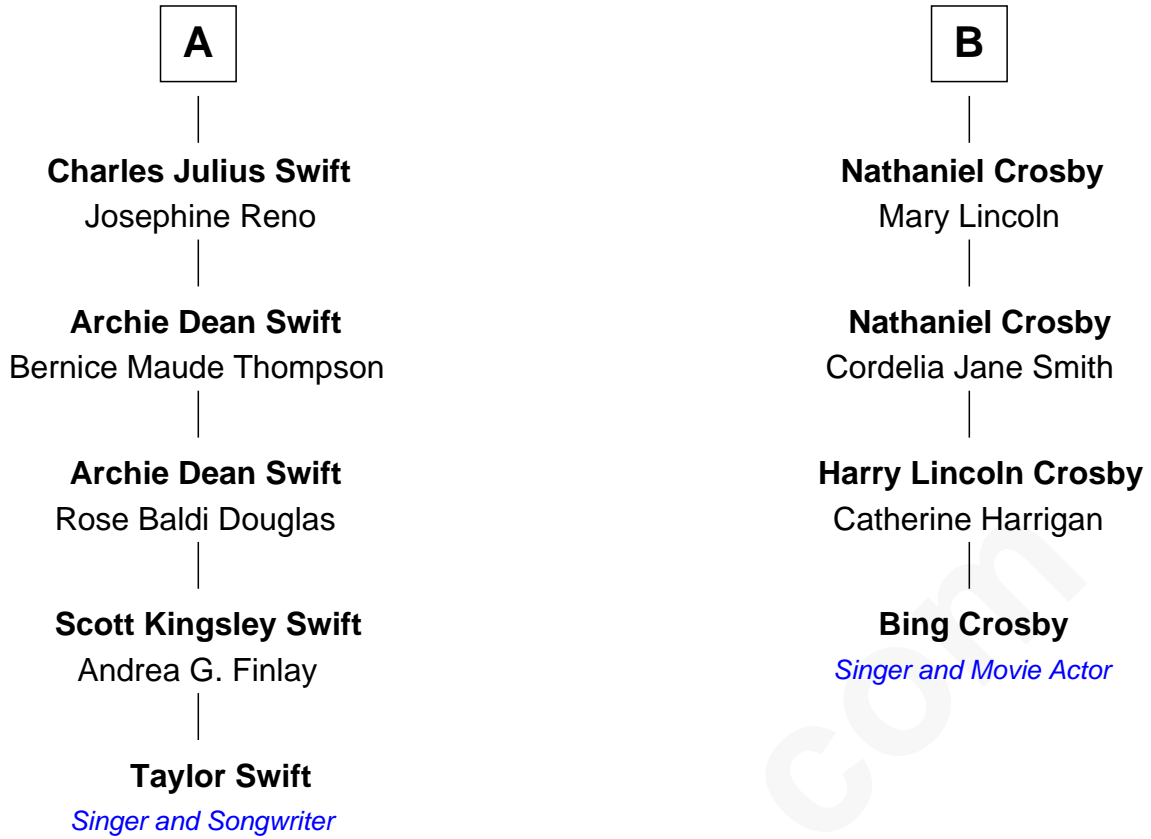 A
Charles Julius Swift
Josephine Reno
Archie Dean Swift
Bernice Maude Thompson
Archie Dean Swift
Rose Baldi Douglas
Scott Kingsley Swift
Andrea G. Finlay
Taylor Swift
Singer and Songwriter
B
Nathaniel Crosby
Mary Lincoln
Nathaniel Crosby
Cordelia Jane Smith
Harry Lincoln Crosby
Catherine Harrigan
Bing Crosby
Singer and Movie Actor
com